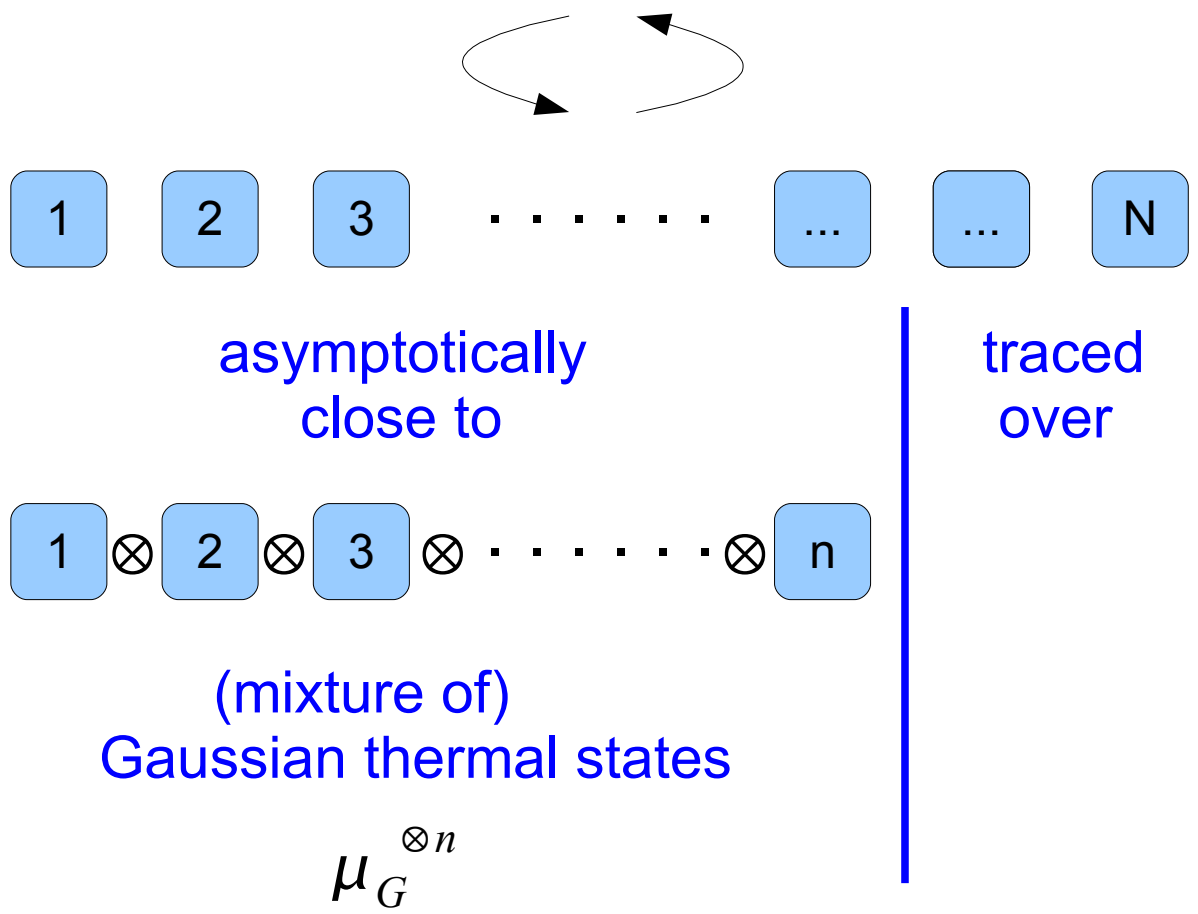 1 2 3 ...... ... ... N
asymptotically
close to
traced
over
1 ⊗ 2 ⊗ 3 ⊗ ...... ⊗ n
(mixture of)
Gaussian thermal states
μ_G^{⊗n}